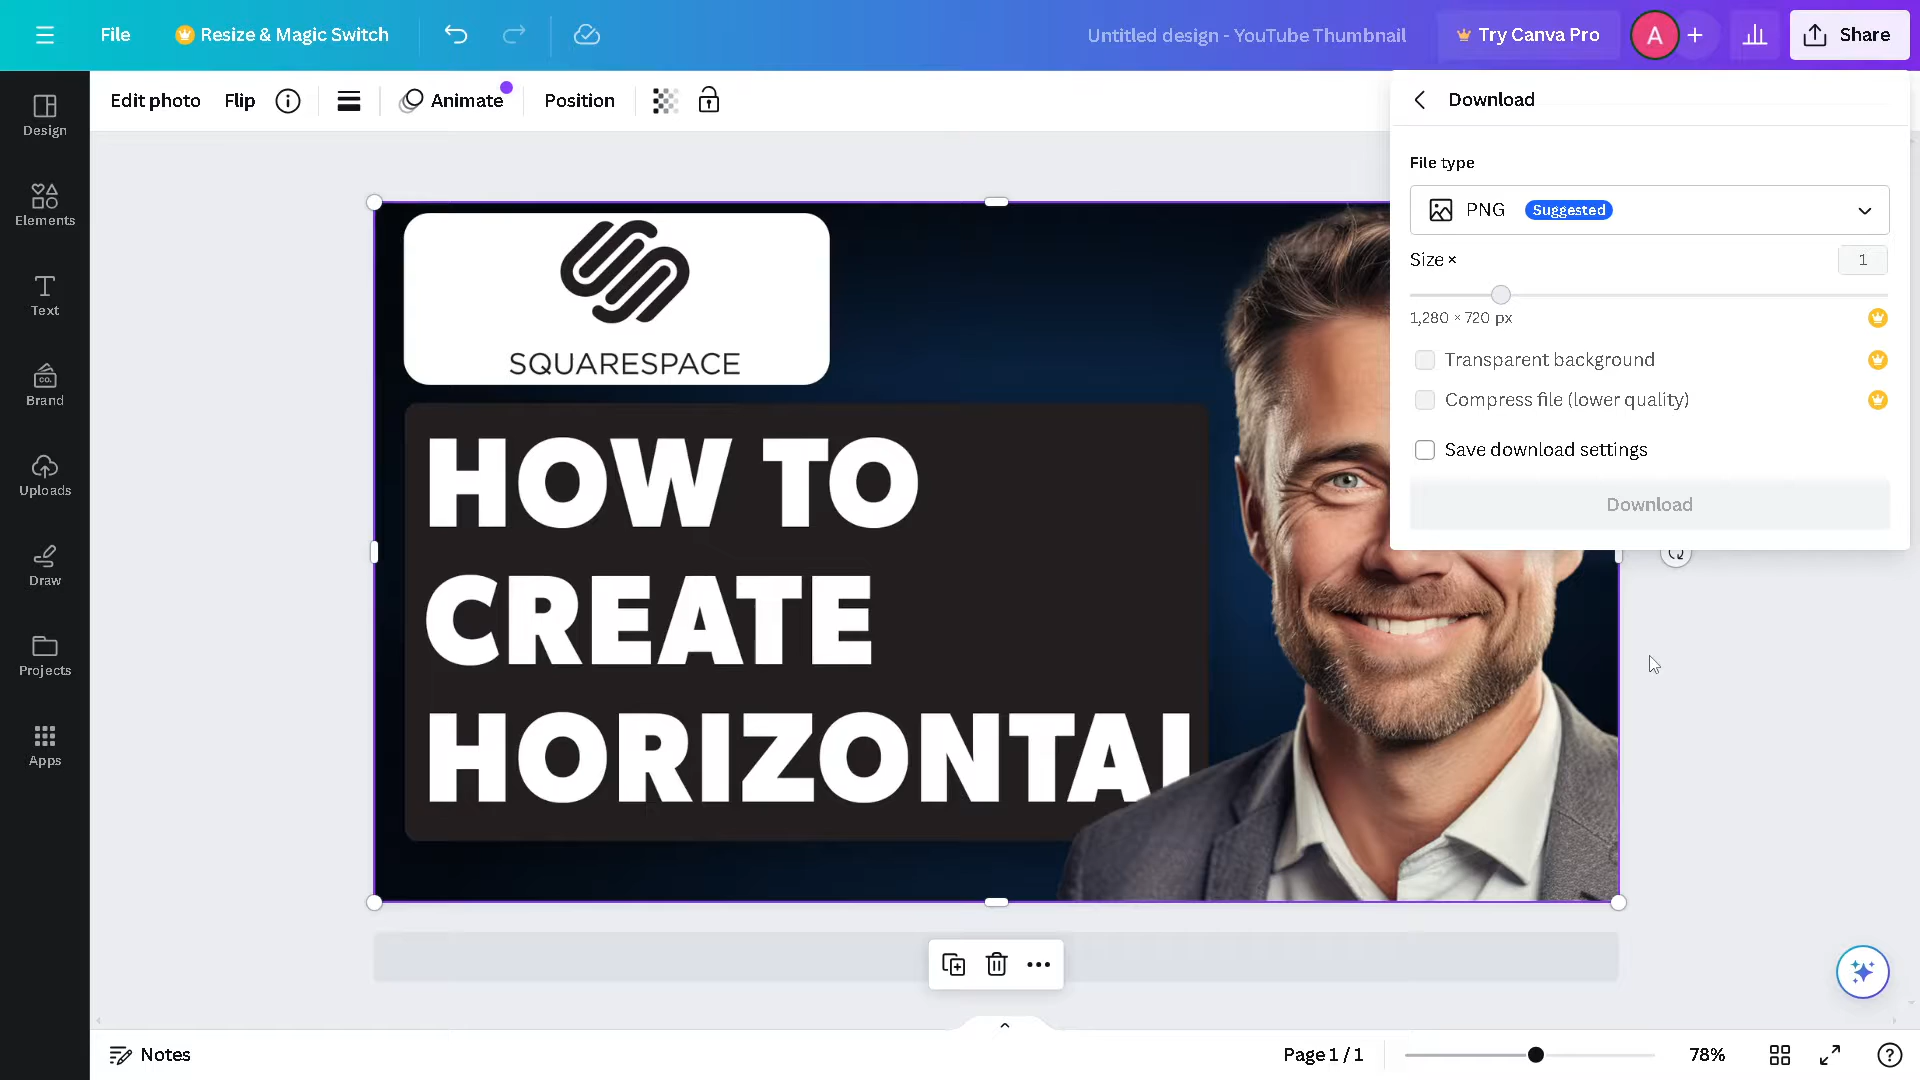 File
Resize & Magic Switch
Untitled design - YouTube Thumbnail
Try Canva Pro
A
Share
Edit photo
Flip
Animate
Position
Download
File type
PNG
Suggested
Size ×
1
1,280 × 720 px
Transparent background
Compress file (lower quality)
Save download settings
Download
Design
Elements
Text
CO.
Brand
Uploads
Draw
Projects
Apps
SQUARESPACE
HOW TO
CREATE
HORIZONTAL
Notes
Page 1 / 1
78%